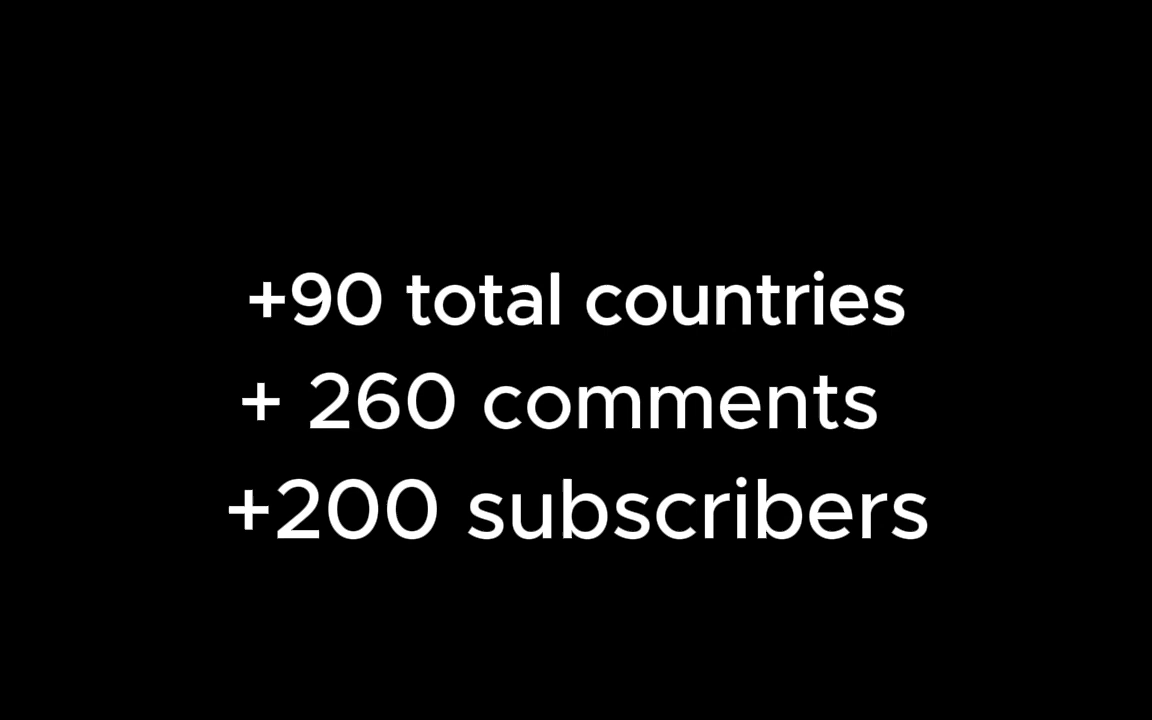 +90 total countries
+ 260 comments
+200 subscribers